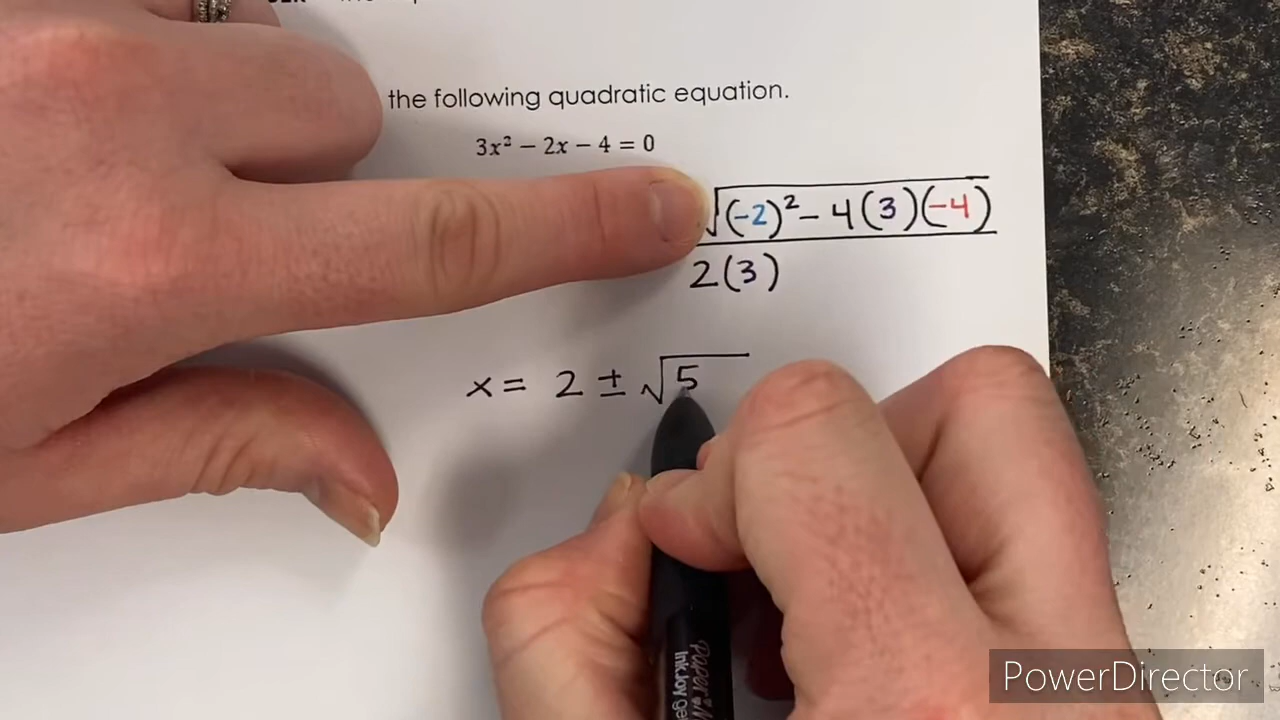 the following quadratic equation.
3x² – 2x – 4 = 0
√(-2)² - 4(3)(-4)
2(3)
x = 2 ± √5
Paper M
InkJoy ge
PowerDirector